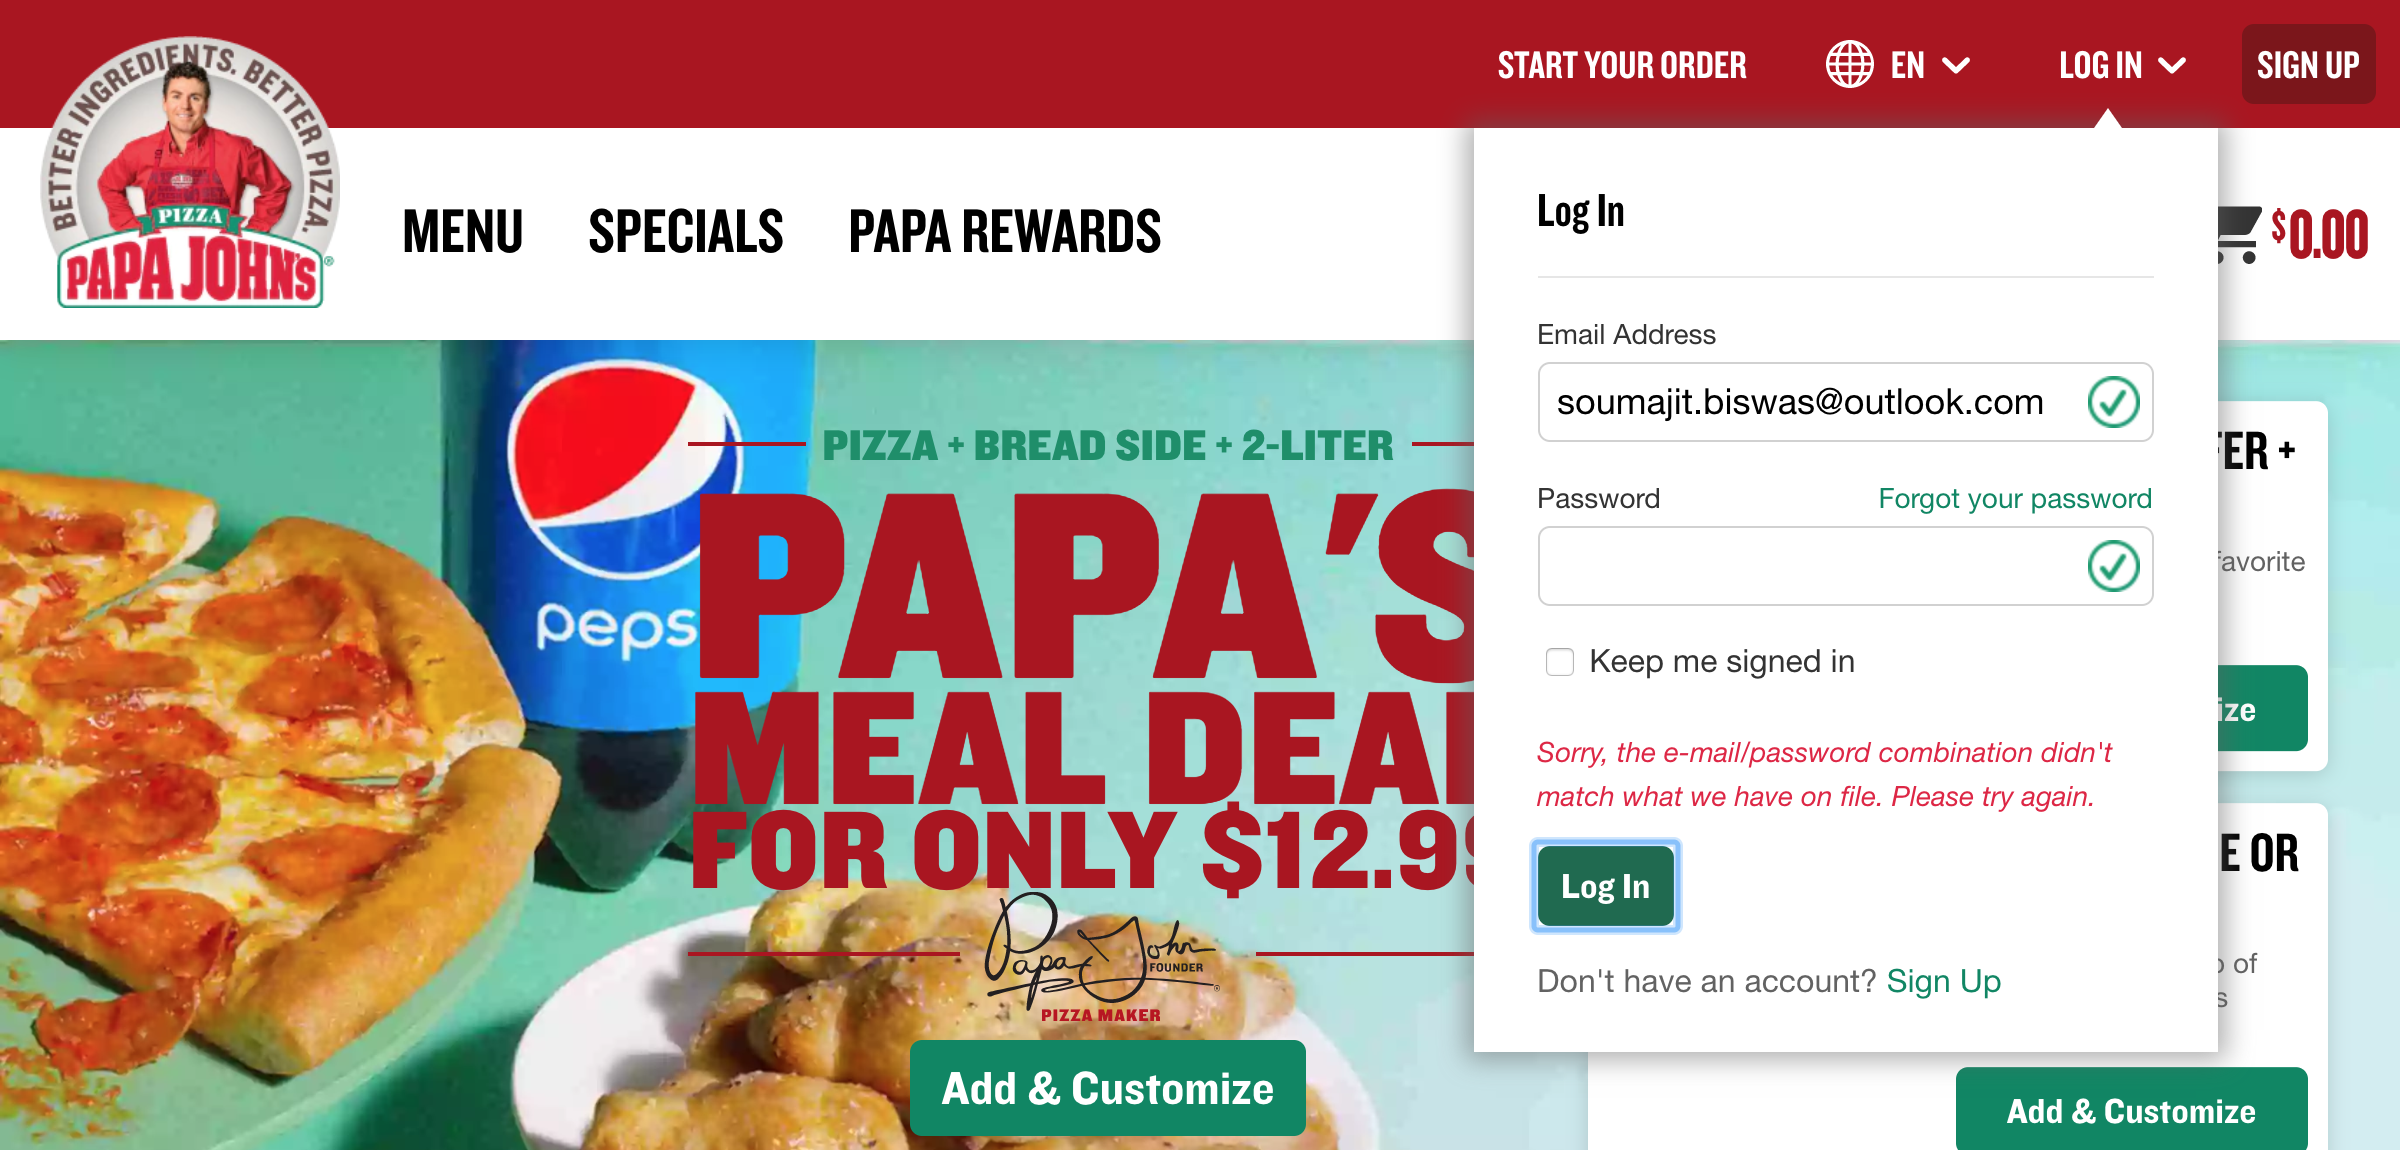 START YOUR ORDER
EN
LOG IN
SIGN UP
BETTER INGREDIENTS. BETTER PIZZA.
PIZZA
PAPA JOHN'S®
MENU
SPECIALS
PAPA REWARDS
$0.00
Log In
Email Address
soumajit.biswas@outlook.com
Password
Forgot your password
Keep me signed in
Sorry, the e-mail/password combination didn't
match what we have on file. Please try again.
Log In
Don't have an account? Sign Up
peps
PIZZA + BREAD SIDE + 2-LITER
PAPA'S
MEAL DEAL
FOR ONLY $12.99
Papa John
FOUNDER
PIZZA MAKER
Add & Customize
FER +
favorite
ize
E OR
of
s
Add & Customize